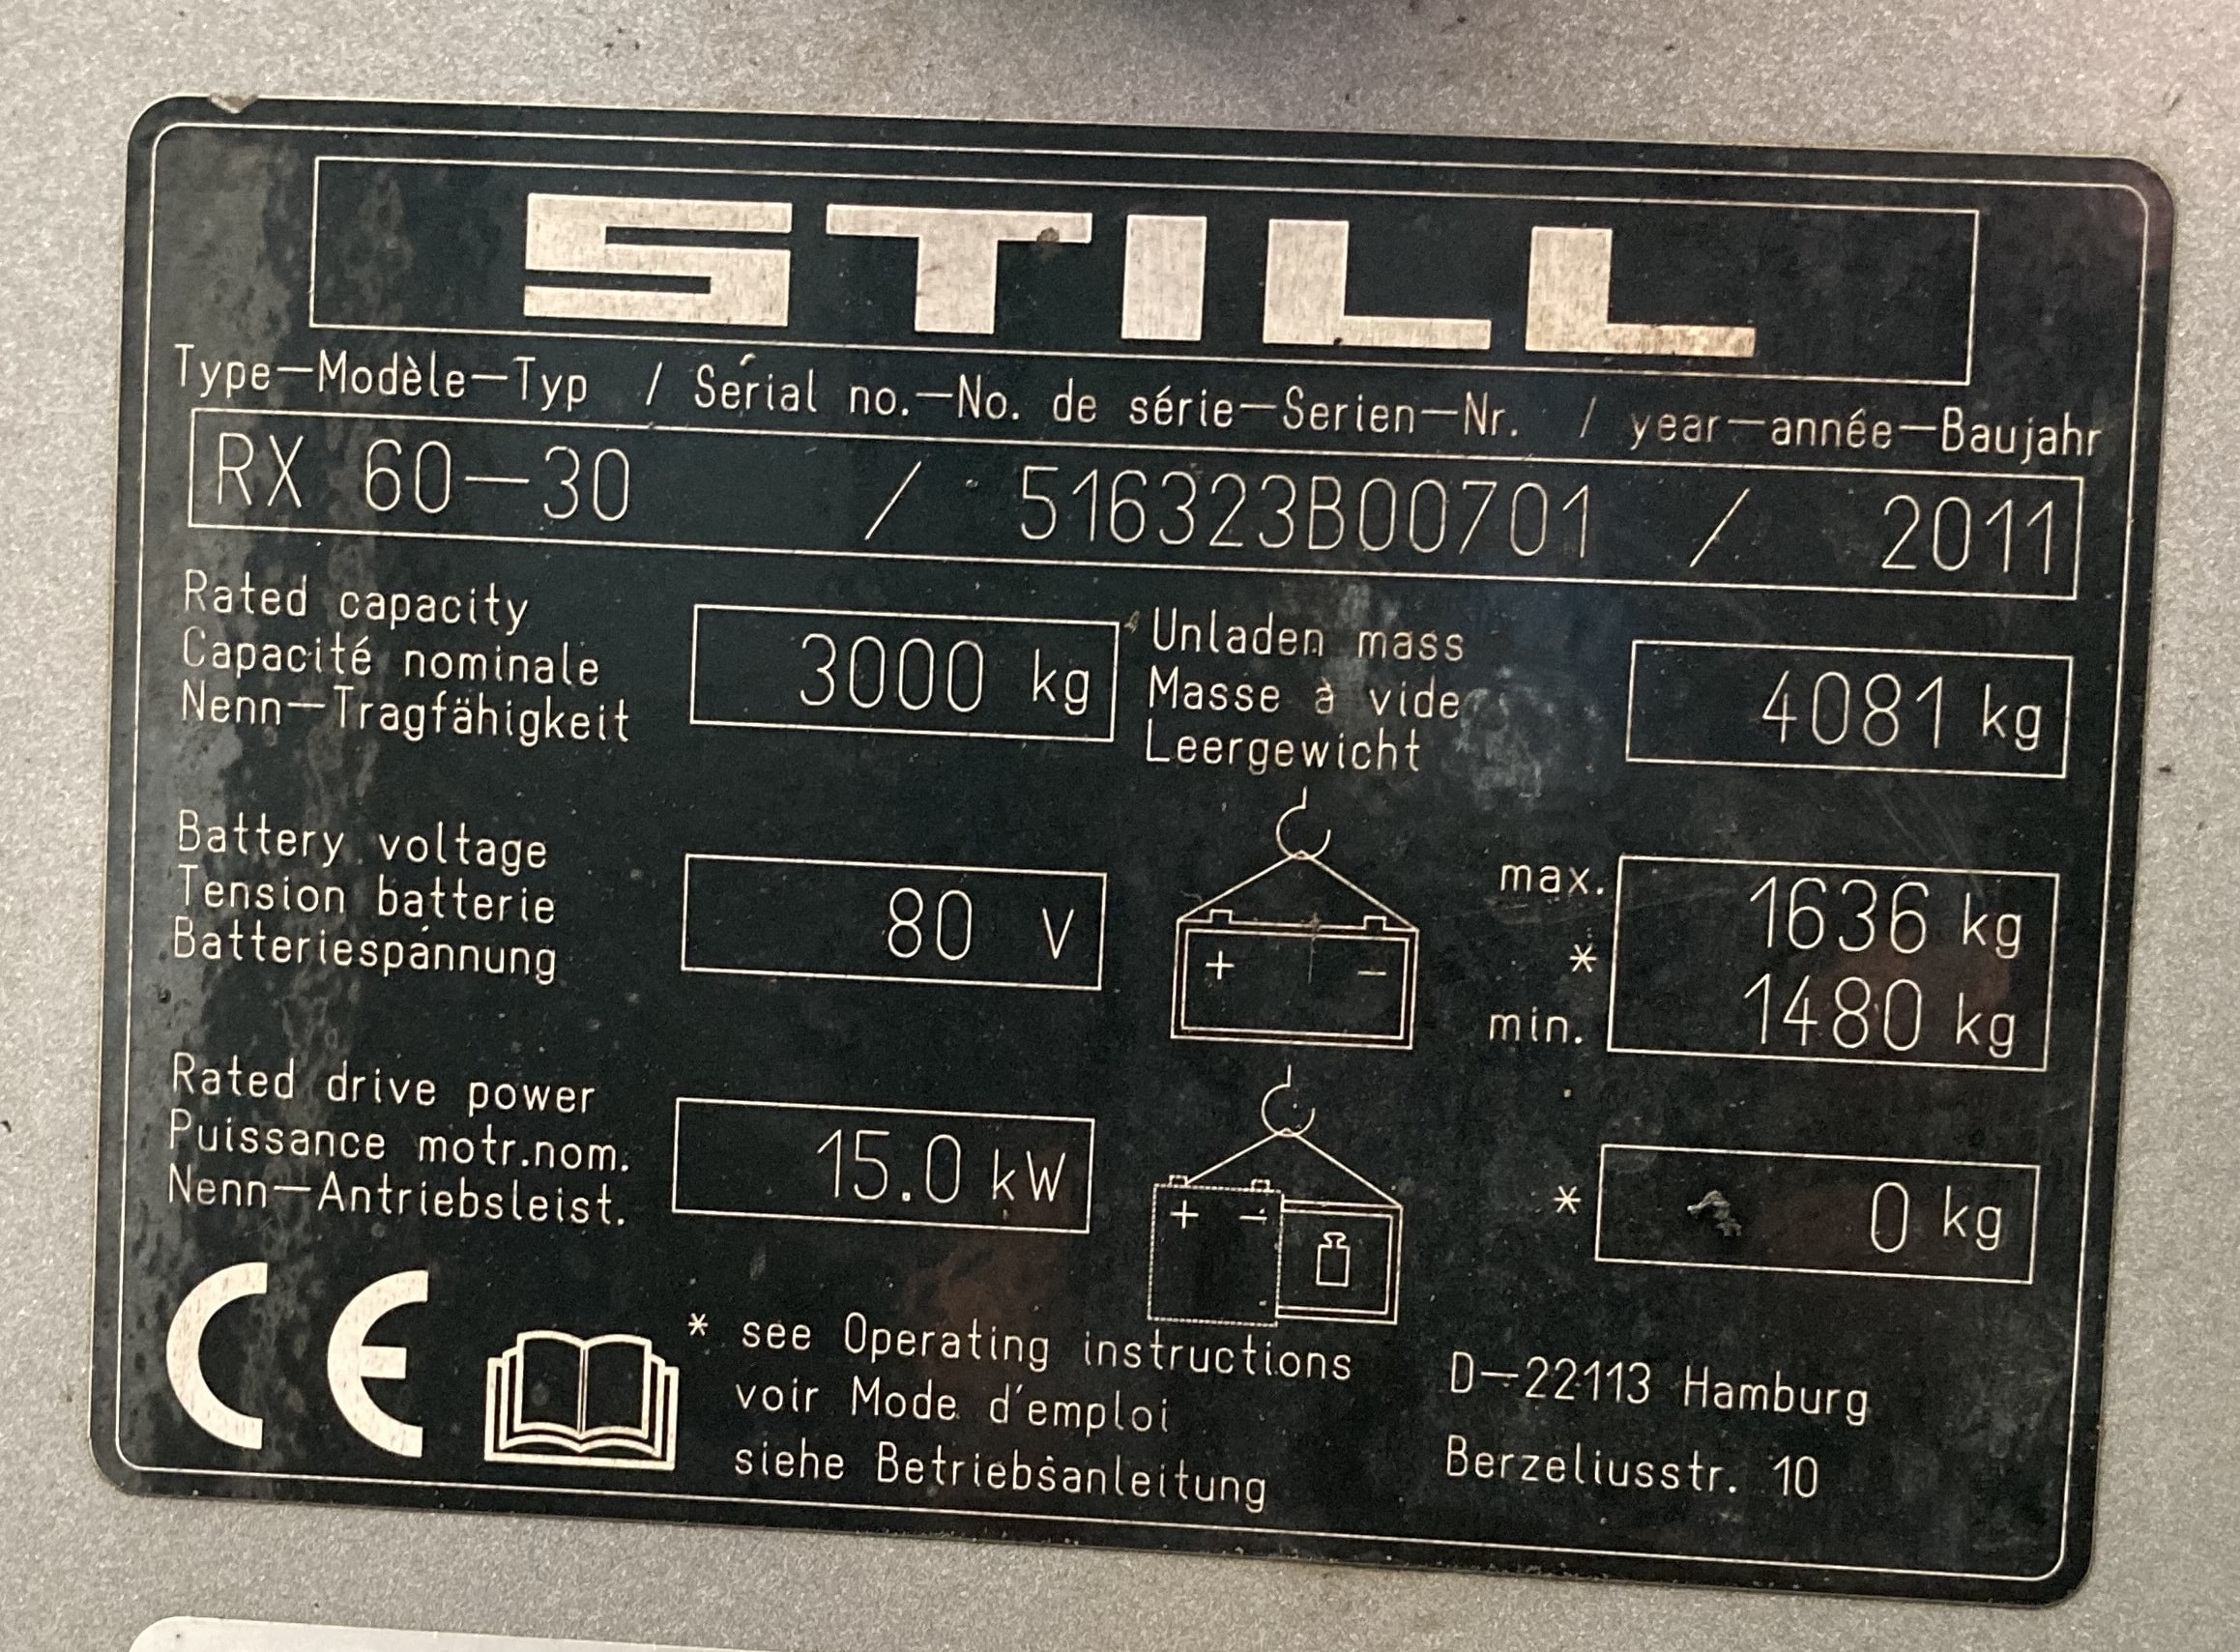 STILL
Type–Modèle–Typ / Serial no.–No. de série–Serien–Nr. / year–année–Baujahr
RX 60–30 / 516323B00701 / 2011
Rated capacity
Capacité nominale
Nenn–Tragfähigkeit
3000 kg
Unladen mass
Masse à vide
Leergewicht
4081 kg
Battery voltage
Tension batterie
Batteriespannung
80 V
+ −
max. 1636 kg
*
min. 1480 kg
Rated drive power
Puissance motr.nom.
Nenn–Antriebsleist.
15.0 kW
+ −
* 0 kg
CE
* see Operating instructions
voir Mode d'emploi
siehe Betriebsanleitung
D–22113 Hamburg
Berzeliusstr. 10